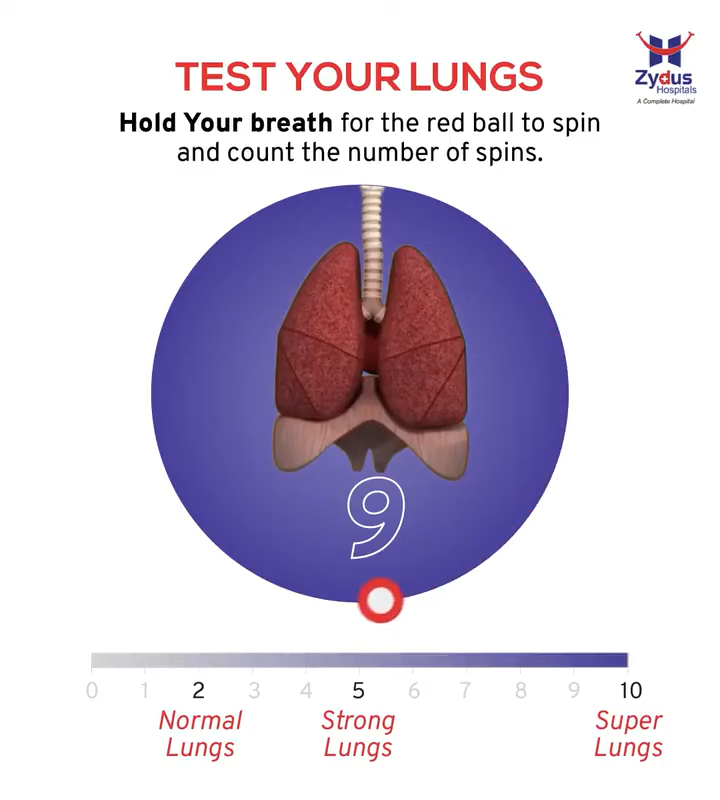 TEST YOUR LUNGS
Zydus
Hospitals
A Complete Hospital
Hold Your breath for the red ball to spin
and count the number of spins.
9
0 1 2 3 4 5 6 7 8 9 10
Normal Strong Super
Lungs Lungs Lungs